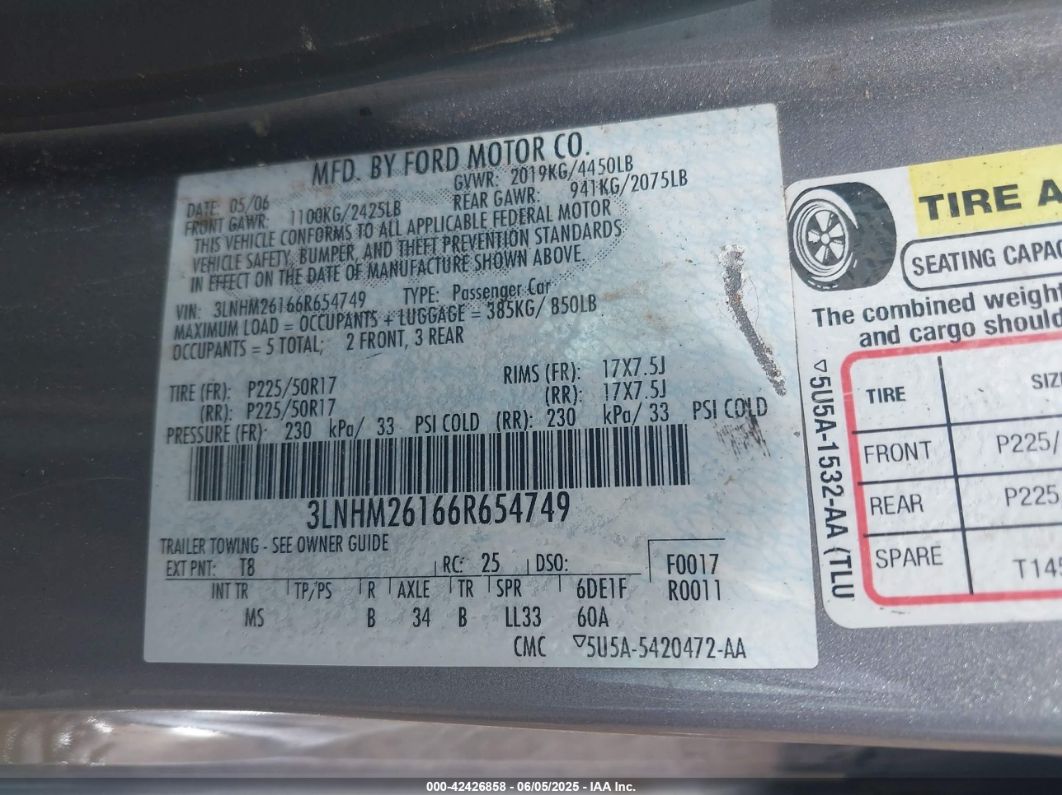 MFD. BY FORD MOTOR CO.
DATE: 05/06 GVWR: 2019KG/4450LB
FRONT GAWR: 1100KG/2425LB REAR GAWR: 941KG/2075LB
THIS VEHICLE CONFORMS TO ALL APPLICABLE FEDERAL MOTOR
VEHICLE SAFETY, BUMPER, AND THEFT PREVENTION STANDARDS
IN EFFECT ON THE DATE OF MANUFACTURE SHOWN ABOVE.
VIN: 3LNHM26166R654749 TYPE: Passenger Car
MAXIMUM LOAD = OCCUPANTS + LUGGAGE = 385KG/ 850LB
OCCUPANTS = 5 TOTAL; 2 FRONT, 3 REAR
TIRE (FR): P225/50R17 RIMS (FR): 17X7.5J
(RR): P225/50R17 (RR): 17X7.5J
PRESSURE (FR): 230 kPa/ 33 PSI COLD (RR): 230 kPa/ 33 PSI COLD
3LNHM26166R654749
TRAILER TOWING - SEE OWNER GUIDE
EXT PNT: T8 RC: 25 DSO: F0017
INT TR TP/PS R AXLE TR SPR 6DE1F R0011
MS B 34 B LL33 60A
CMC ▽5U5A-5420472-AA
TIRE A
SEATING CAPAC
The combined weight
and cargo should
▽5U5A-1532-AA (TLU
TIRE SIZ
FRONT P225/
REAR P225
SPARE T145
000-42426858 - 06/05/2025 - IAA Inc.